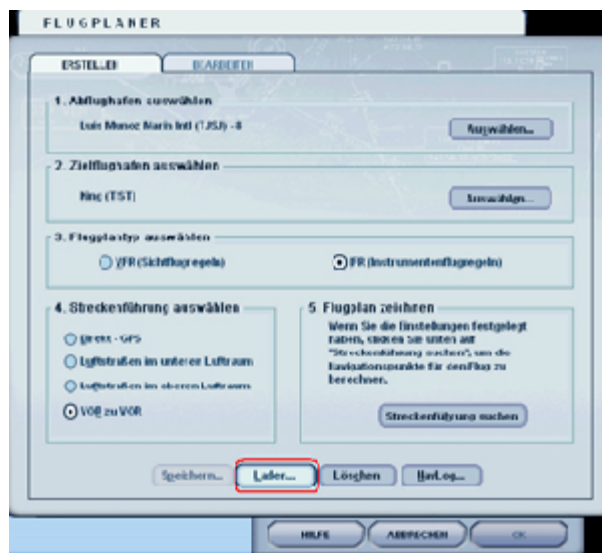 FLUGPLANER
ERSTELLEN
BEARBEITEN
1. Abflughafen auswählen
Luis Munoz Marin Intl (TJSJ) - 8
Auswählen...
2. Zielflughafen auswählen
King (TIST)
Auswählen...
3. Flugplantyp auswählen
VFR (Sichtflugregeln)
IFR (Instrumentenflugregeln)
4. Streckenführung auswählen
Direkt - GPS
Luftstraßen im unteren Luftraum
Luftstraßen im oberen Luftraum
VOR zu VOR
5 Flugplan zeichnen
Wenn Sie die Einstellungen festgelegt
haben, klicken Sie unten auf
"Streckenführung suchen", um die
Navigationspunkte für den Flug zu
berechnen.
Streckenführung suchen
Speichern...
Laden...
Löschen
NavLog...
HILFE
ABBRECHEN
OK